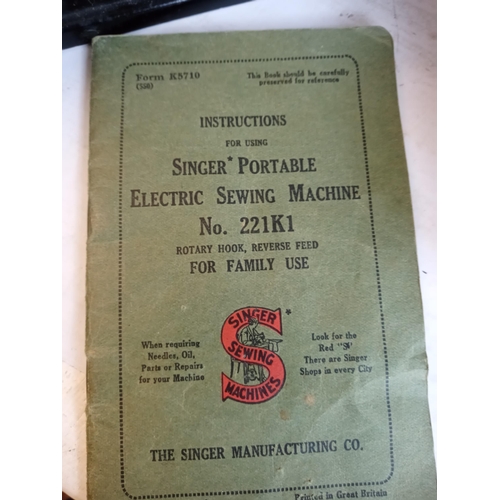 Form K5710
(358)
This Book should be carefully
preserved for reference
INSTRUCTIONS
FOR USING
SINGER* PORTABLE
ELECTRIC SEWING MACHINE
No. 221K1
ROTARY HOOK, REVERSE FEED
FOR FAMILY USE
When requiring
Needles, Oil,
Parts or Repairs
for your Machine
SINGER
SEWING
MACHINES
*
Look for the
Red "S"
There are Singer
Shops in every City
THE SINGER MANUFACTURING CO.
Printed in Great Britain